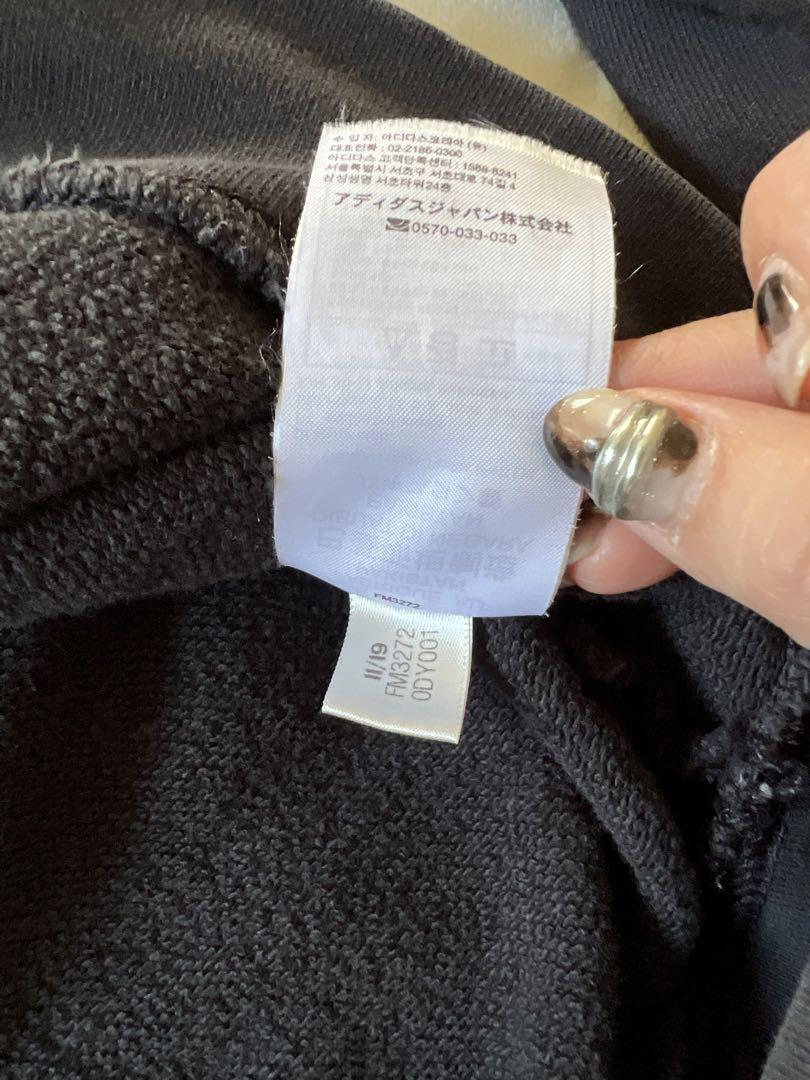 수 입 자: 아디다스코리아 (유)
대표전화 : 02-2186-0300
아디다스 고객만족센터 : 1588-8241
서울특별시 서초구 서초대로 74길 4
삼성생명 서초타워24층
アディダスジャパン株式会社
0570-033-033
FM3272
11/19
FM3272
0DY001